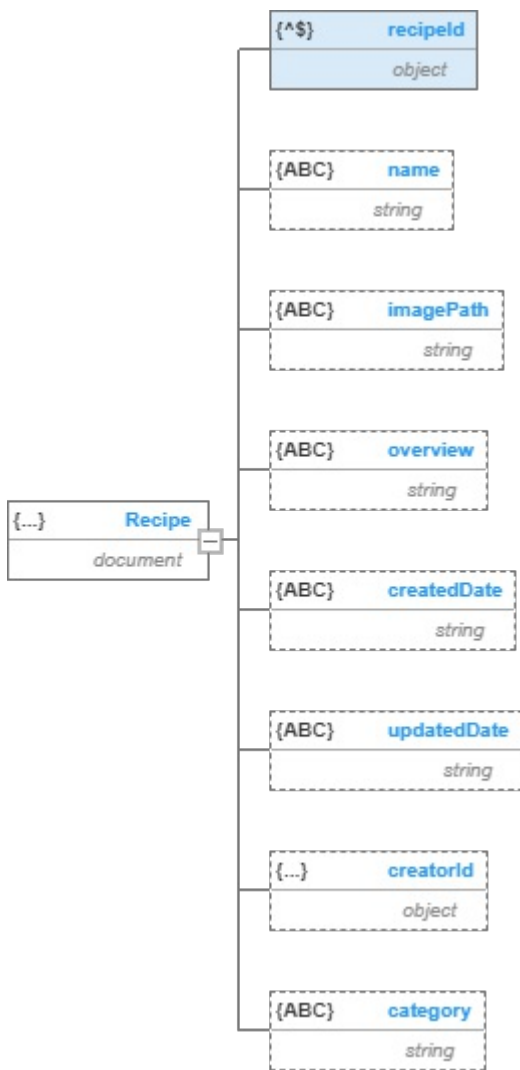 {^$} recipeId
object
{ABC} name
string
{ABC} imagePath
string
{ABC} overview
string
{...} Recipe
document
{ABC} createdDate
string
{ABC} updatedDate
string
{...} creatorId
object
{ABC} category
string